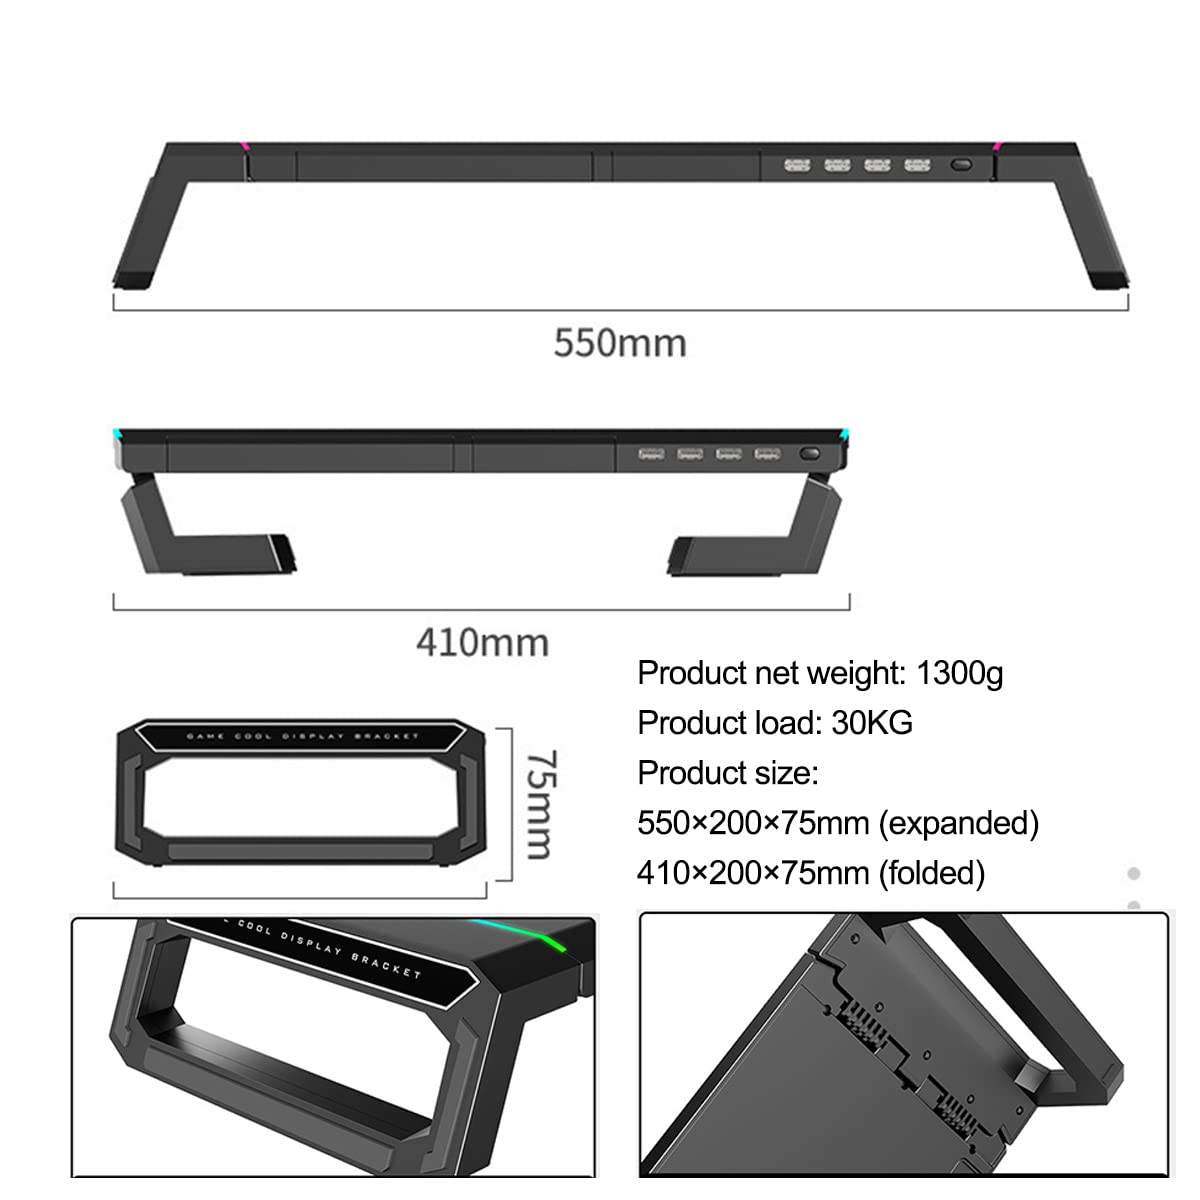 550mm
410mm
Product net weight: 1300g
Product load: 30KG
Product size:
550×200×75mm (expanded)
410×200×75mm (folded)
GAME COOL DISPLAY BRACKET
75mm
COOL DISPLAY BRACKET